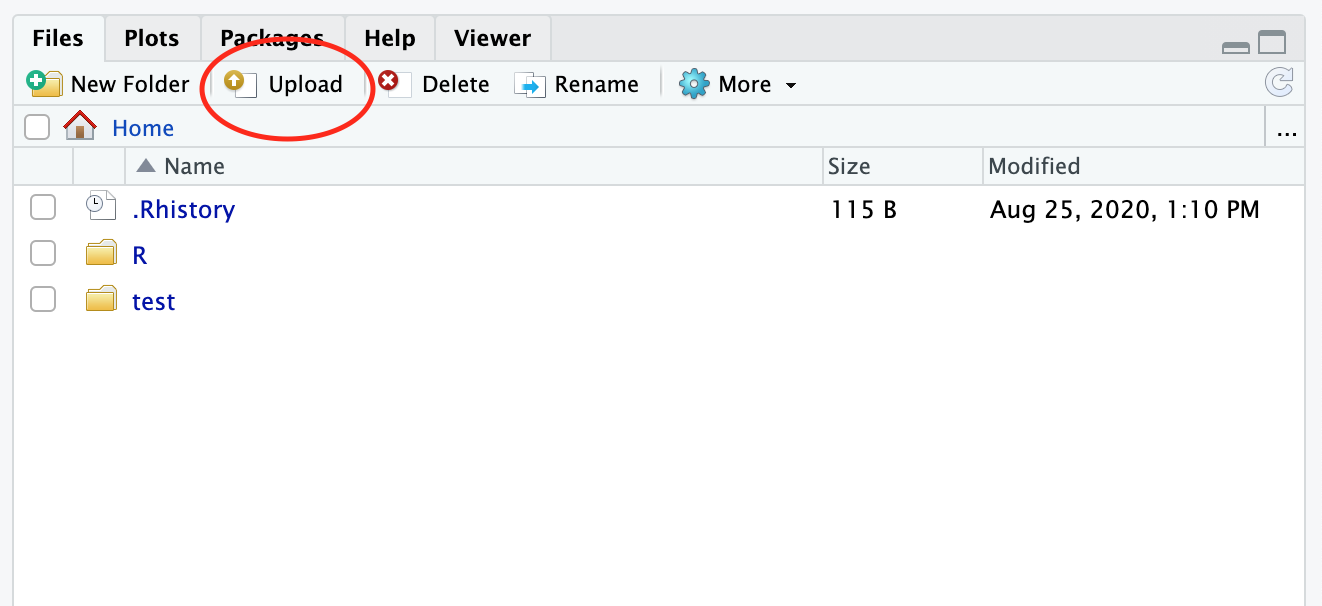 Files Plots Packages Help Viewer
New Folder Upload Delete Rename More
Home ...
Name Size Modified
.Rhistory 115 B Aug 25, 2020, 1:10 PM
R
test